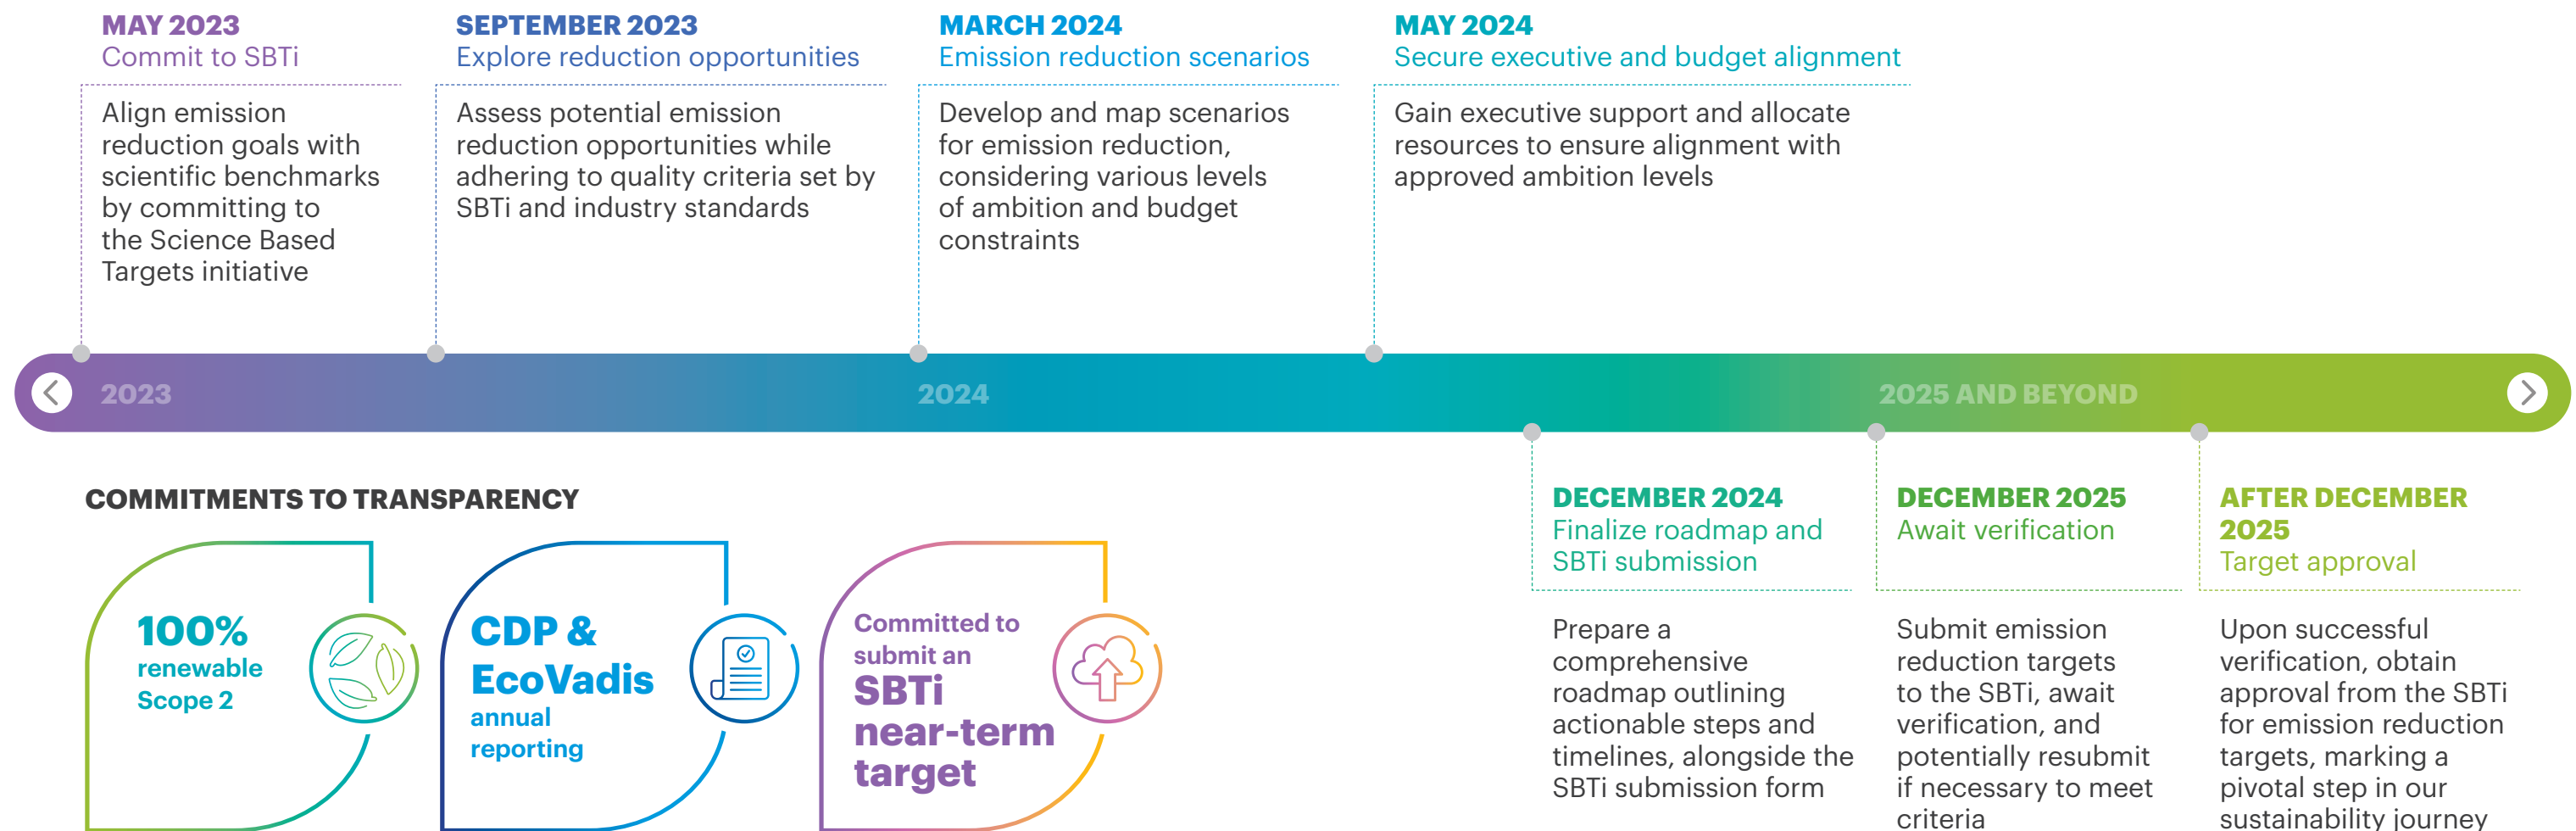 MAY 2023
Commit to SBTi
Align emission
reduction goals with
scientific benchmarks
by committing to
the Science Based
Targets initiative
SEPTEMBER 2023
Explore reduction opportunities
Assess potential emission
reduction opportunities while
adhering to quality criteria set by
SBTi and industry standards
MARCH 2024
Emission reduction scenarios
Develop and map scenarios
for emission reduction,
considering various levels
of ambition and budget
constraints
MAY 2024
Secure executive and budget alignment
Gain executive support and allocate
resources to ensure alignment with
approved ambition levels
2023
2024
2025 AND BEYOND
COMMITMENTS TO TRANSPARENCY
100%
renewable
Scope 2
CDP &
EcoVadis
annual
reporting
Committed to
submit an
SBTi
near-term
target
DECEMBER 2024
Finalize roadmap and
SBTi submission
Prepare a
comprehensive
roadmap outlining
actionable steps and
timelines, alongside the
SBTi submission form
DECEMBER 2025
Await verification
Submit emission
reduction targets
to the SBTi, await
verification, and
potentially resubmit
if necessary to meet
criteria
AFTER DECEMBER
2025
Target approval
Upon successful
verification, obtain
approval from the SBTi
for emission reduction
targets, marking a
pivotal step in our
sustainability journey